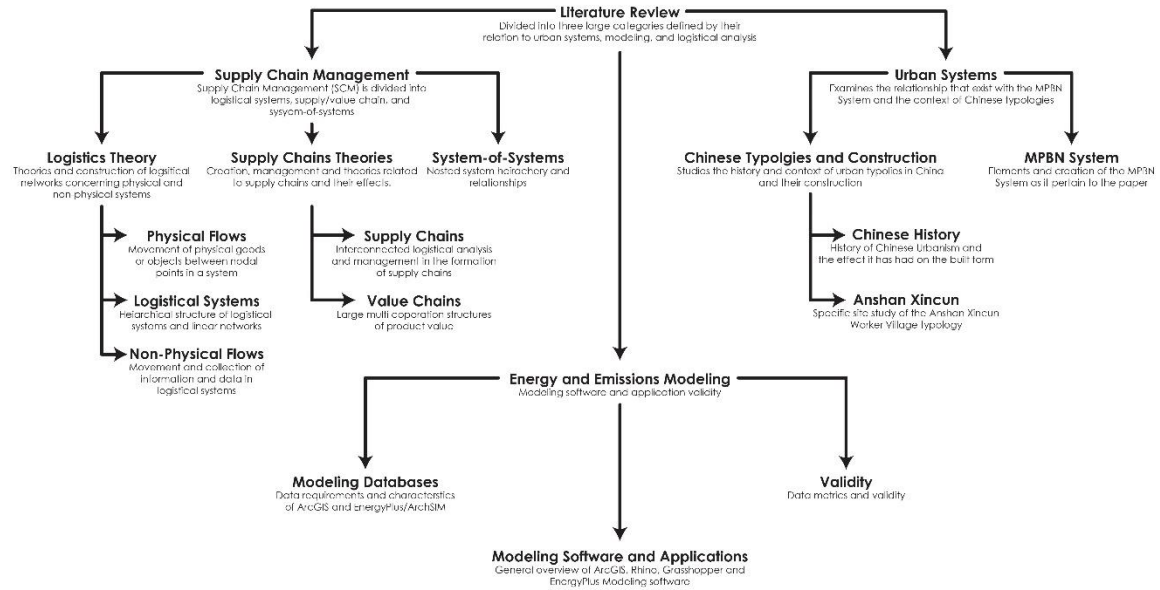 Literature Review
Divided into three large categories defined by their
relation to urban systems, modeling, and logistical analysis
Supply Chain Management
Supply Chain Management (SCM) is divided into
logistical systems, supply/value chain, and
sysyem-of-systems
Urban Systems
Examines the relationship that exist with the MPBN
System and the context of Chinese typologies
Logistics Theory
Theories and construction of logsitical
networks concerning physical and
non-physical systems
Supply Chains Theories
Creation, management and theories related
to supply chains and their effects.
System-of-Systems
Nested system heirachery and
relationships
Chinese Typolgies and Construction
Studies the history and context of urban typolies in China
and their construction
MPBN System
Elements and creation of the MPBN
System as it pertain to the paper
Physical Flows
Movement of physical goods
or objects between nodal
points in a system
Supply Chains
Interconnected logistical analysis
and management in the formation
of supply chains
Chinese History
History of Chinese Urbanism and
the effect it has had on the built form
Logistical Systems
Heiarchical structure of logistical
systems and linear networks
Value Chains
Large multi coporation structures
of product value
Anshan Xincun
Specific site study of the Anshan Xincun
Worker Village Typology
Non-Physical Flows
Movement and collection of
information and data in
logistical systems
Energy and Emissions Modeling
Modeling software and application validity
Modeling Databases
Data requirements and characterstics
of ArcGIS and EnergyPlus/ArchSIM
Validity
Data metrics and validity
Modeling Software and Applications
General overview of ArcGIS, Rhino, Grasshopper and
EnergyPlus Modeling software